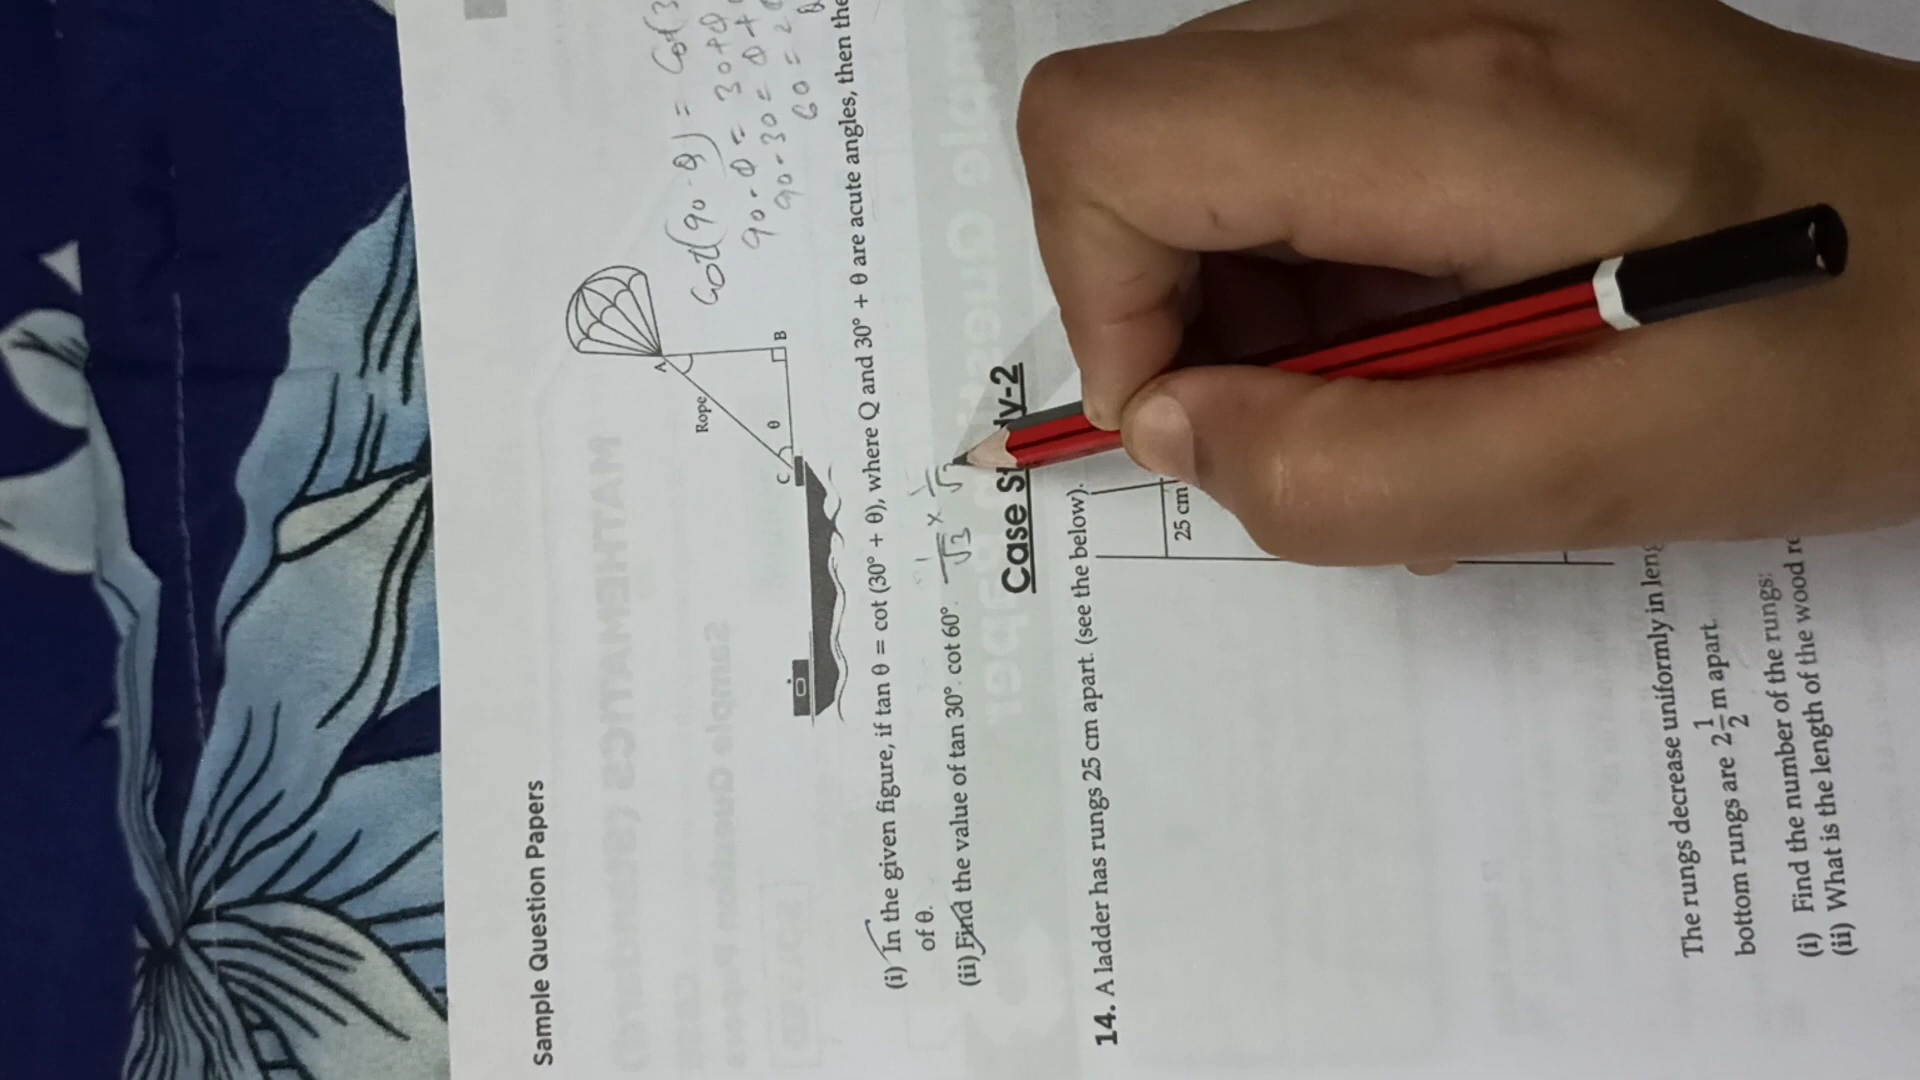 Sample Question Papers
A
Rope
θ
C
B
cot(90-θ) = cot(3
90-θ = 30+θ
90-30 = θ+
60 = 2
(i) In the given figure, if tan θ = cot (30° + θ), where Q and 30° + θ are acute angles, then the
of θ.
(ii) Find the value of tan 30°. cot 60°. 1/√3 × 1/√3
Case St dy-2
14. A ladder has rungs 25 cm apart. (see the below).
25 cm
The rungs decrease uniformly in leng
bottom rungs are 2 1/2 m apart.
(i) Find the number of the rungs:
(ii) What is the length of the wood re